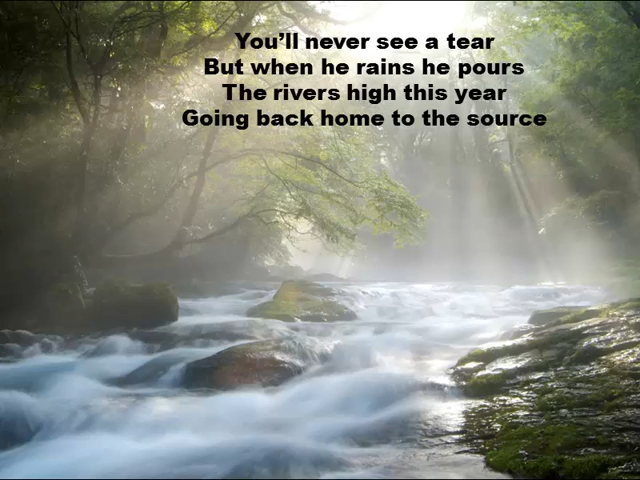 You'll never see a tear
But when he rains he pours
The rivers high this year
Going back home to the source